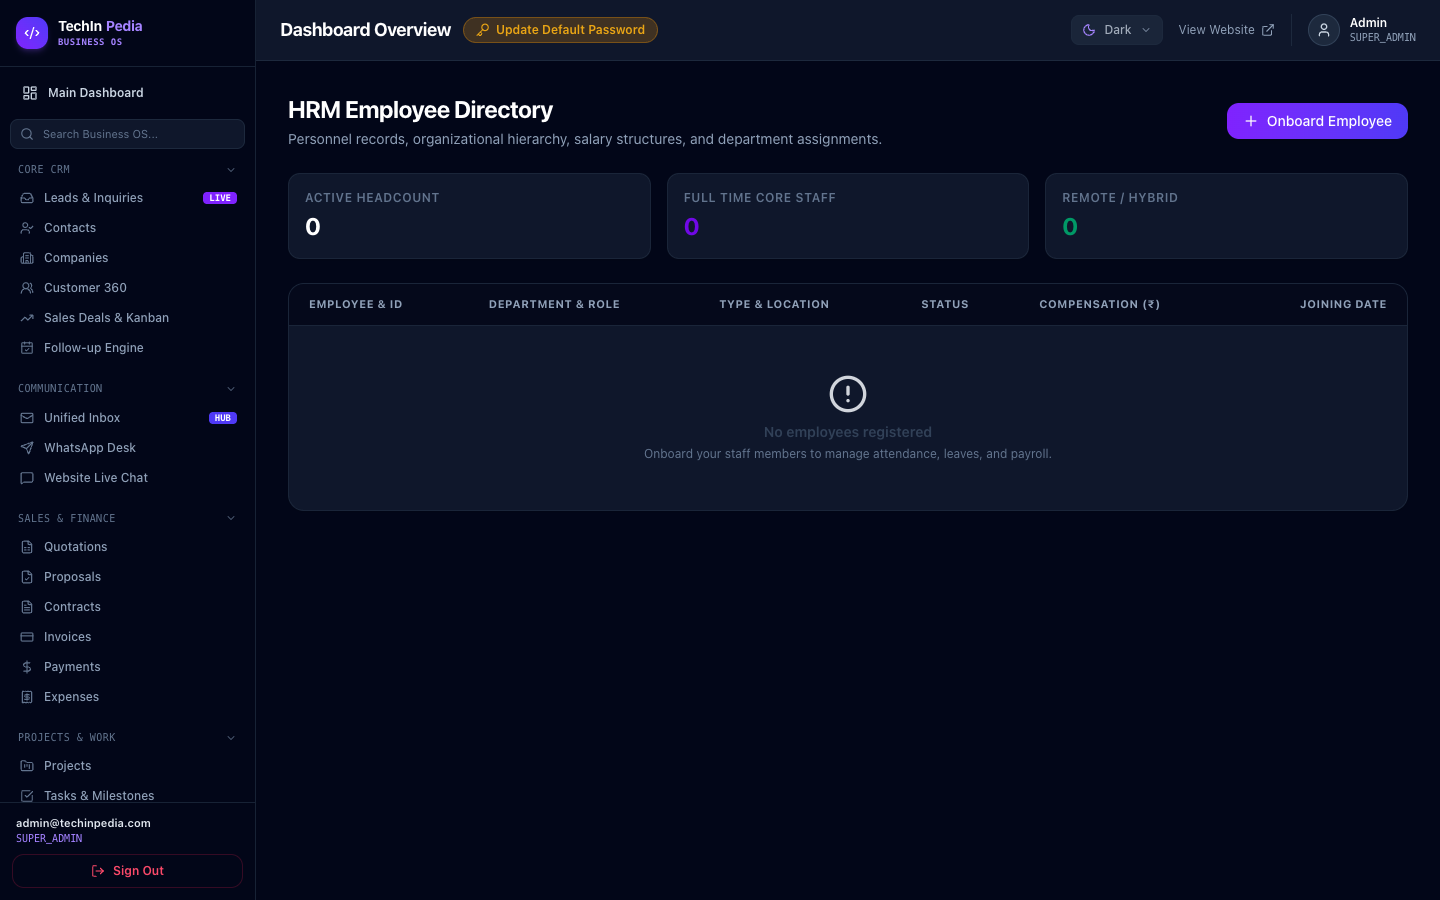 TechIn Pedia
BUSINESS OS
Main Dashboard
Search Business OS...
CORE CRM
Leads & Inquiries LIVE
Contacts
Companies
Customer 360
Sales Deals & Kanban
Follow-up Engine
COMMUNICATION
Unified Inbox HUB
WhatsApp Desk
Website Live Chat
SALES & FINANCE
Quotations
Proposals
Contracts
Invoices
Payments
Expenses
PROJECTS & WORK
Projects
Tasks & Milestones
admin@techinpedia.com
SUPER_ADMIN
Sign Out
Dashboard Overview Update Default Password Dark View Website Admin
SUPER_ADMIN
HRM Employee Directory
Personnel records, organizational hierarchy, salary structures, and department assignments.
Onboard Employee
ACTIVE HEADCOUNT
0
FULL TIME CORE STAFF
0
REMOTE / HYBRID
0
EMPLOYEE & ID DEPARTMENT & ROLE TYPE & LOCATION STATUS COMPENSATION (₹) JOINING DATE
No employees registered
Onboard your staff members to manage attendance, leaves, and payroll.